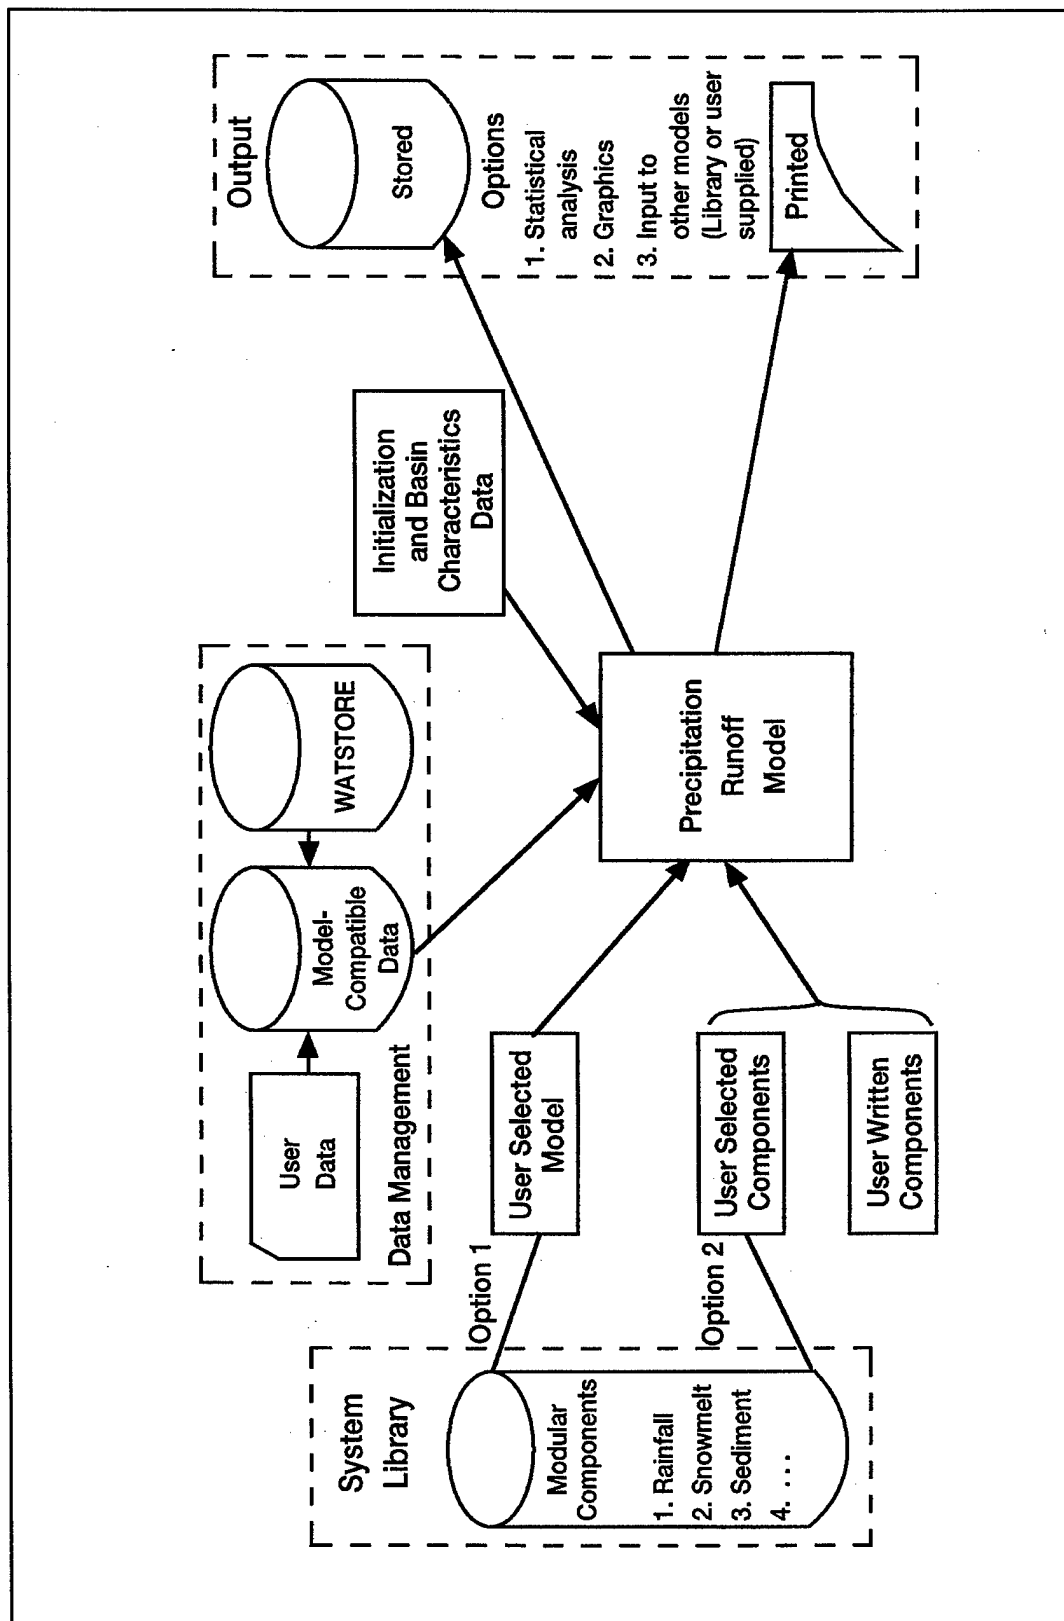 System
Library
Modular
Components
1. Rainfall
2. Snowmelt
3. Sediment
4. . . .
Option 1
Option 2
User
Data
Model-
Compatible
Data
WATSTORE
Data Management
User Selected
Model
User Selected
Components
User Written
Components
Initialization
and Basin
Characteristics
Data
Precipitation
Runoff
Model
Output
Stored
Options
1. Statistical
analysis
2. Graphics
3. Input to
other models
(Library or user
supplied)
Printed